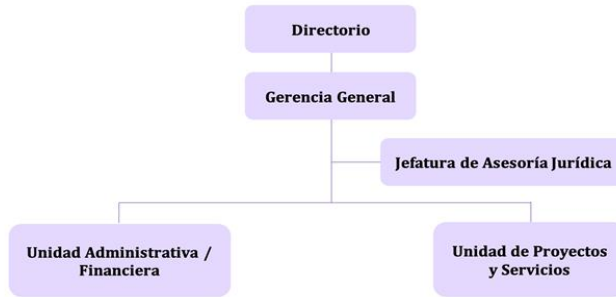 Directorio
Gerencia General
Jefatura de Asesoría Jurídica
Unidad Administrativa /
Financiera
Unidad de Proyectos
y Servicios